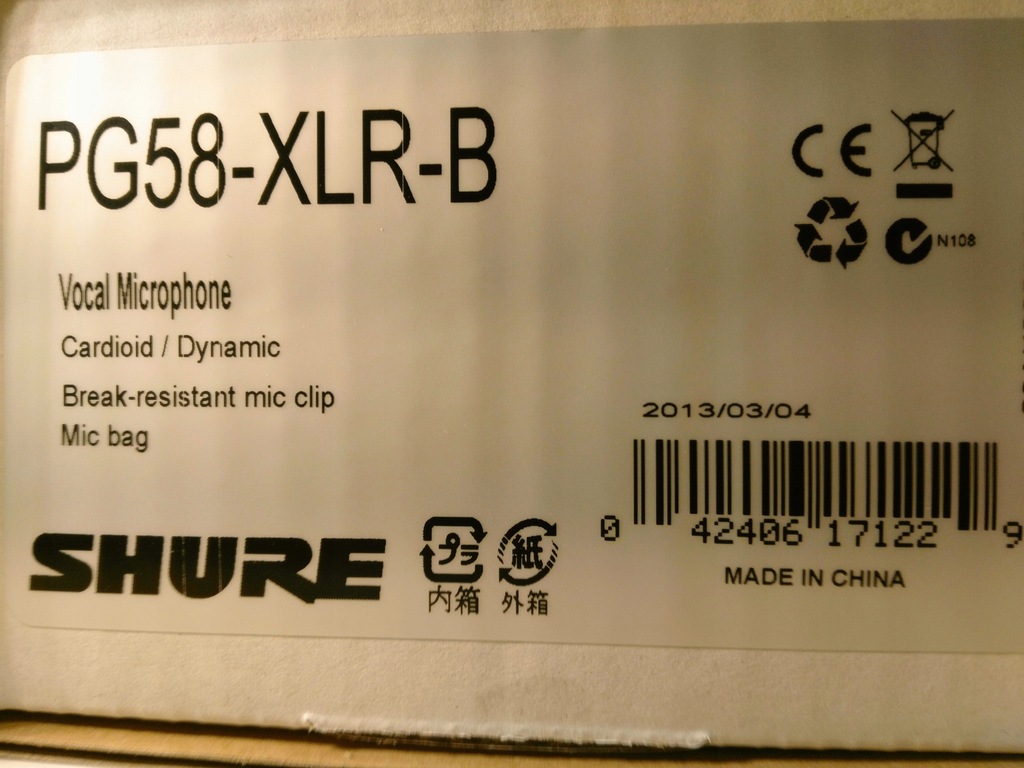 PG58-XLR-B
CE
N108
Vocal Microphone
Cardioid / Dynamic
Break-resistant mic clip
Mic bag
2013/03/04
0 42406 17122 9
MADE IN CHINA
SHURE
プラ 紙
内箱 外箱